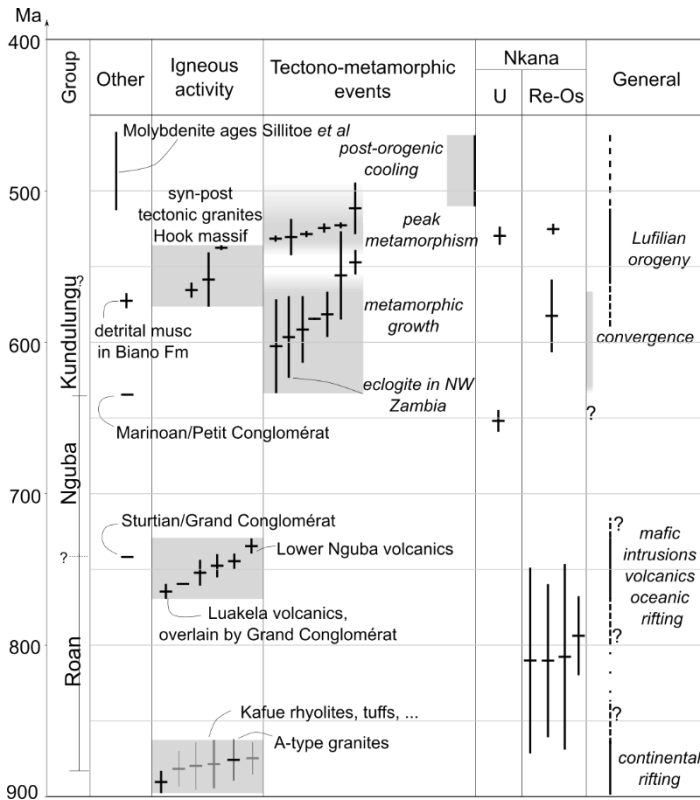 Ma
400
500
600
700
800
900
Group
Other
Igneous
activity
Tectono-metamorphic
events
Nkana
U
Re-Os
General
Molybdenite ages Sillitoe et al
post-orogenic
cooling
syn-post
tectonic granites
Hook massif
peak
metamorphism
Lufilian
orogeny
?
Kundulungu
detrital musc
in Biano Fm
metamorphic
growth
convergence
eclogite in NW
Zambia
?
Marinoan/Petit Conglomérat
Nguba
Sturtian/Grand Conglomérat
?
Lower Nguba volcanics
?
mafic
intrusions
volcanics
oceanic
rifting
Luakela volcanics,
overlain by Grand Conglomérat
?
Roan
Kafue rhyolites, tuffs, ...
?
A-type granites
continental
rifting